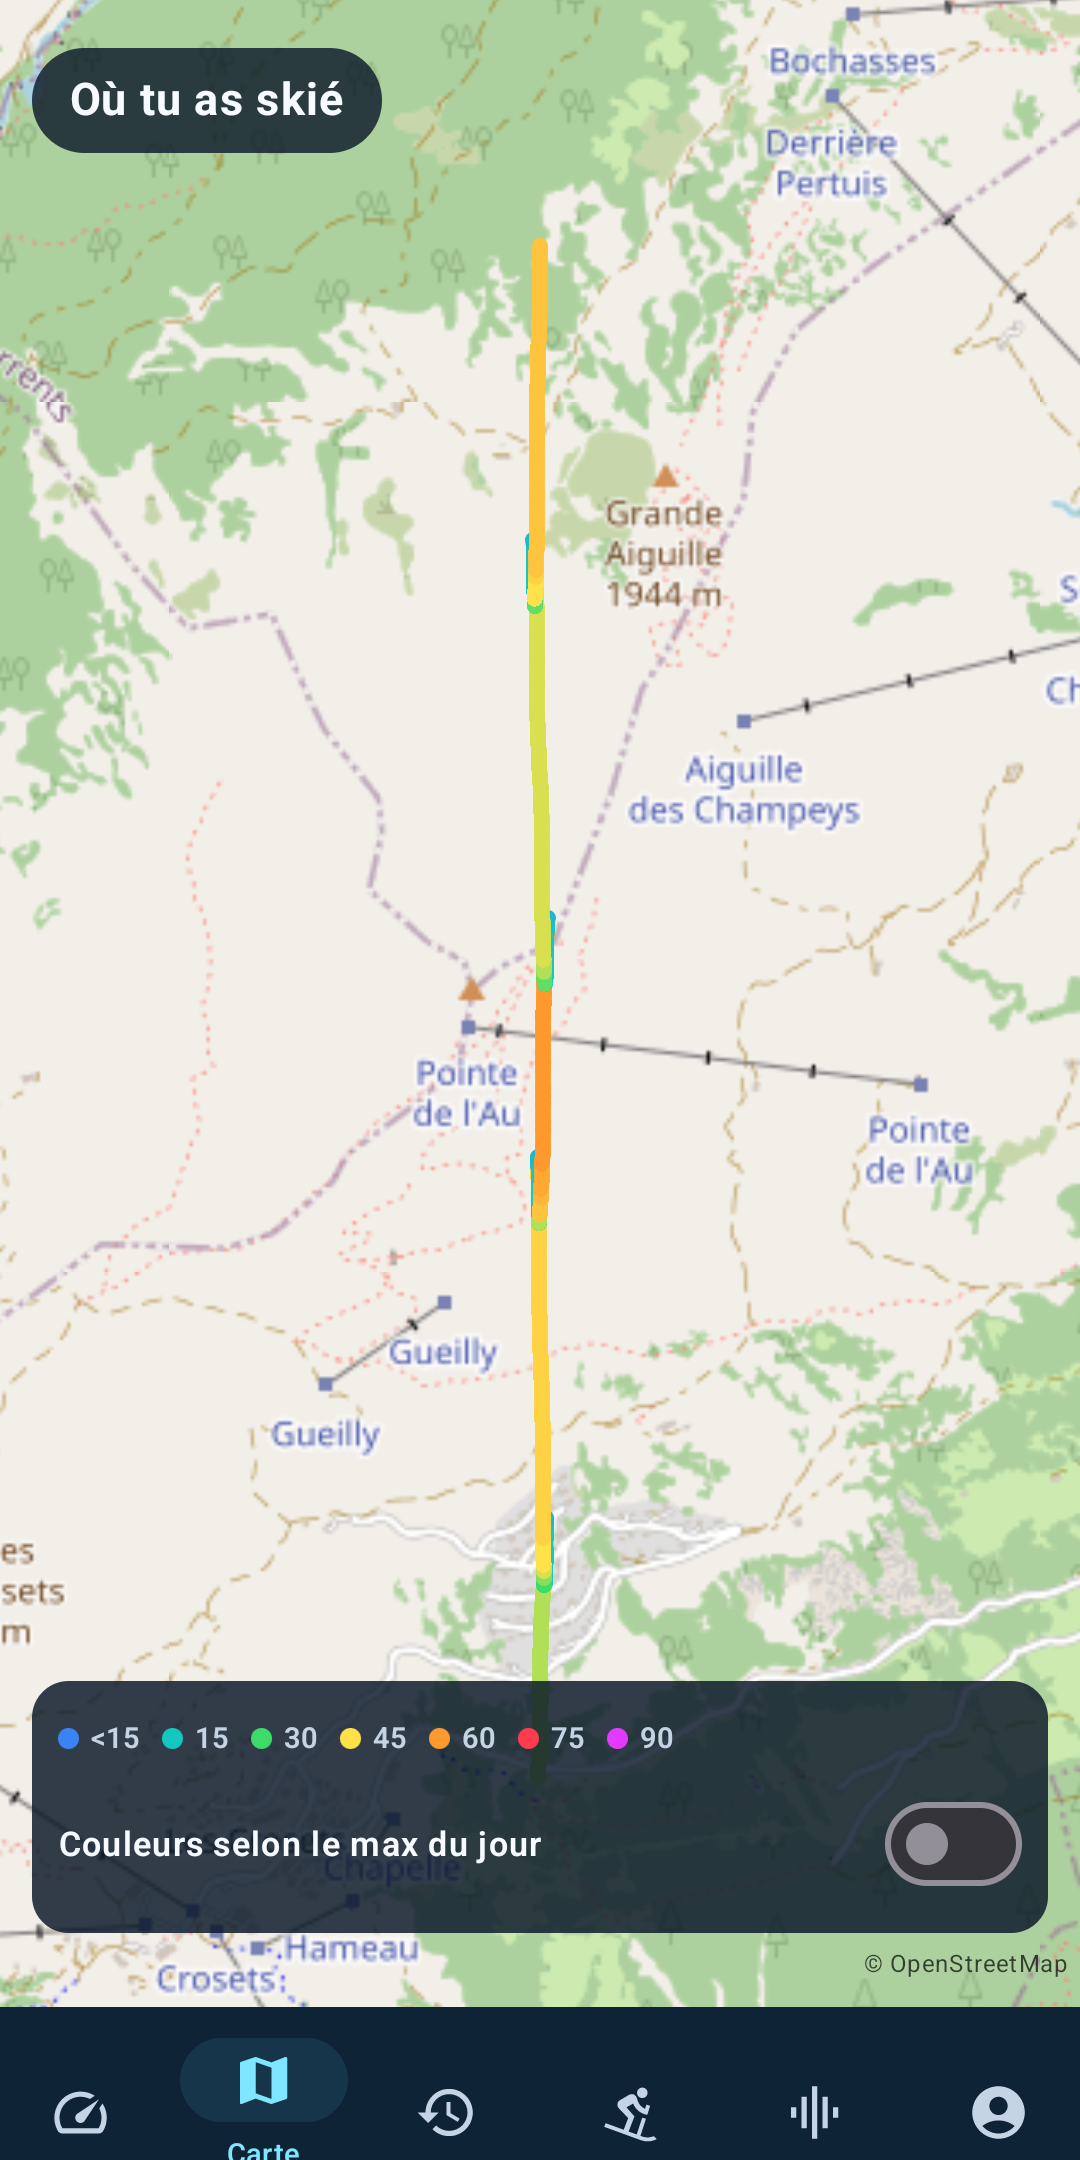 Où tu as skié
Bochasses
Derrière
Pertuis
Grande
Aiguille
1944 m
Aiguille
des Champeys
Pointe
de l'Au
Pointe
de l'Au
Gueilly
Gueilly
es
sets
m
<15 15 30 45 60 75 90
Couleurs selon le max du jour
Chapelle
Hameau
Crosets
© OpenStreetMap
Carte